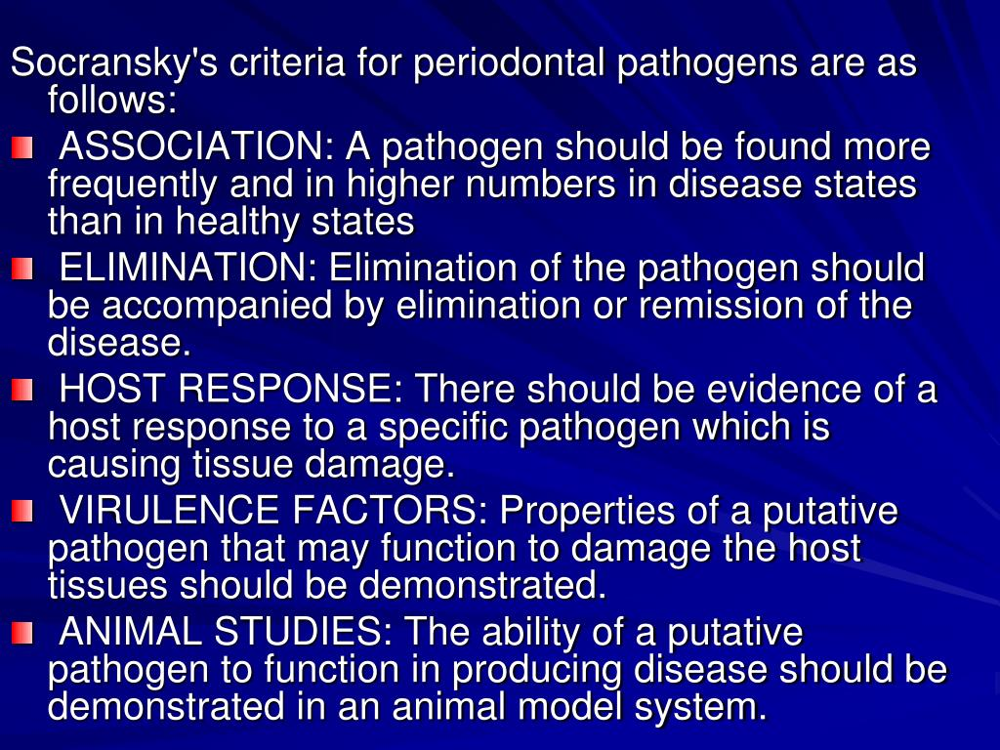 Socransky's criteria for periodontal pathogens are as
follows:
ASSOCIATION: A pathogen should be found more
frequently and in higher numbers in disease states
than in healthy states
ELIMINATION: Elimination of the pathogen should
be accompanied by elimination or remission of the
disease.
HOST RESPONSE: There should be evidence of a
host response to a specific pathogen which is
causing tissue damage.
VIRULENCE FACTORS: Properties of a putative
pathogen that may function to damage the host
tissues should be demonstrated.
ANIMAL STUDIES: The ability of a putative
pathogen to function in producing disease should be
demonstrated in an animal model system.